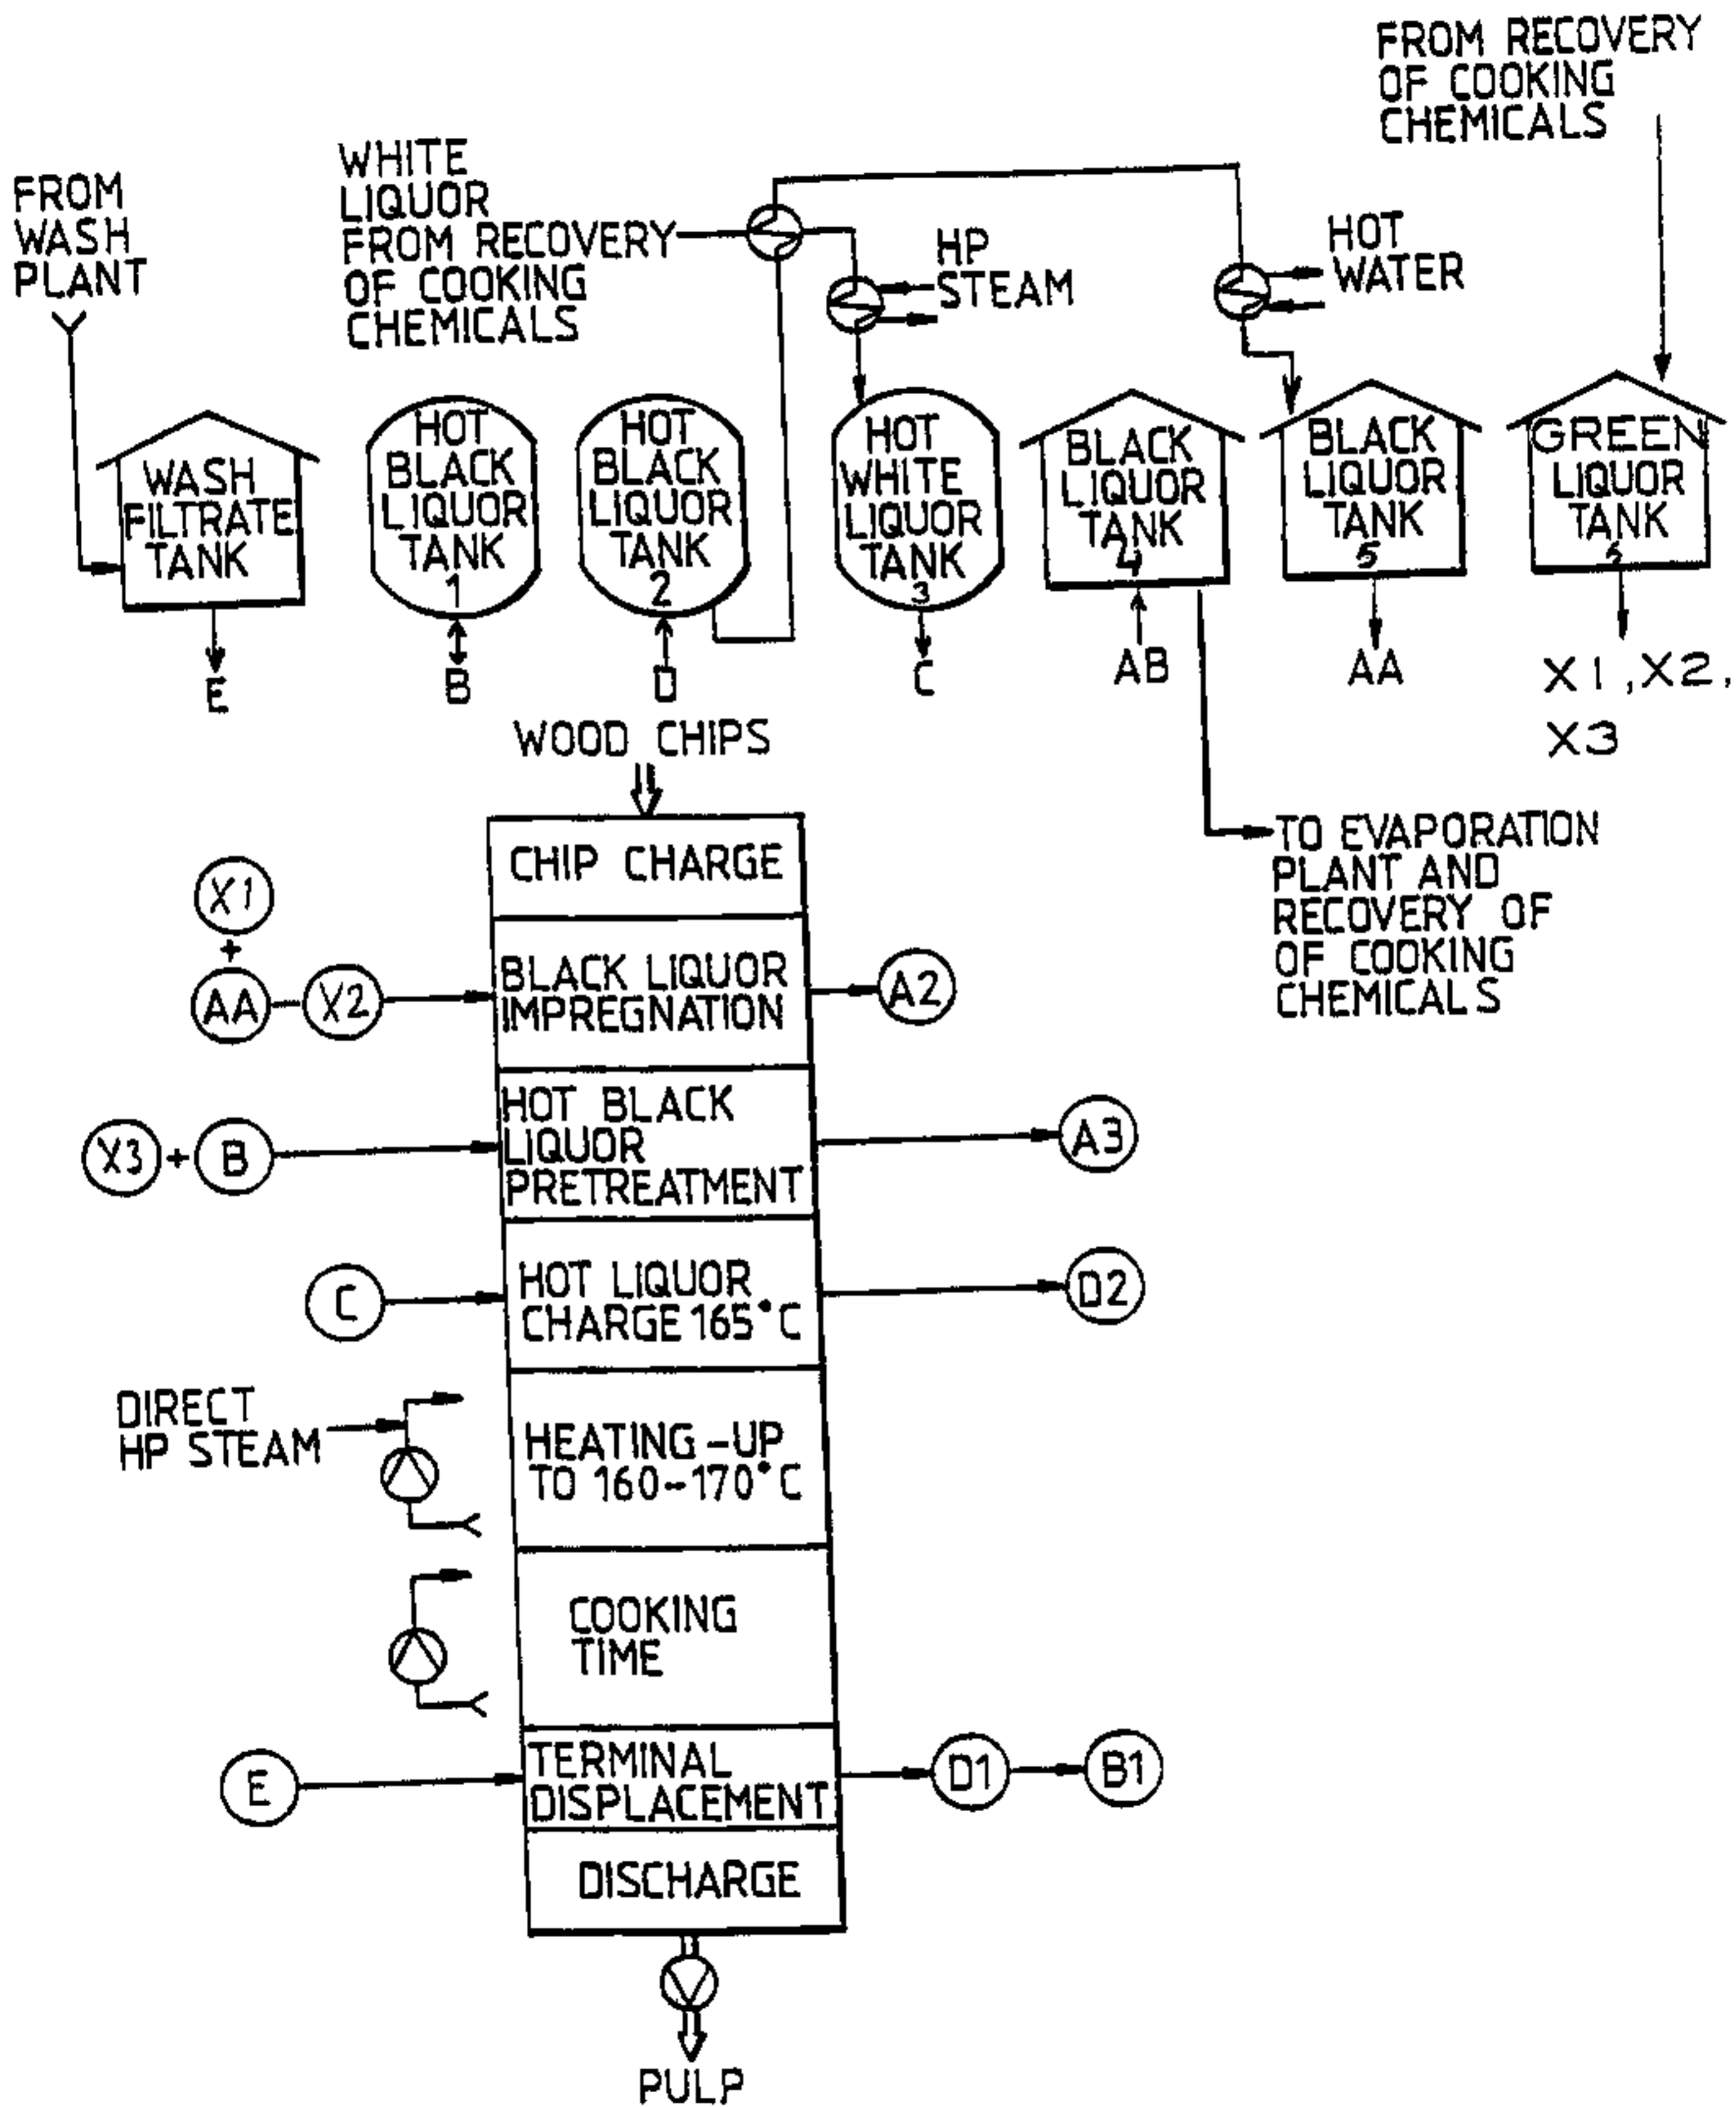 FROM RECOVERY
OF COOKING
CHEMICALS
WHITE
LIQUOR
FROM RECOVERY
OF COOKING
CHEMICALS
FROM
WASH
PLANT
HP
STEAM
HOT
WATER
WASH
FILTRATE
TANK
HOT
BLACK
LIQUOR
TANK
1
HOT
BLACK
LIQUOR
TANK
2
HOT
WHITE
LIQUOR
TANK
3
BLACK
LIQUOR
TANK
4
BLACK
LIQUOR
TANK
5
GREEN
LIQUOR
TANK
E
B
D
C
AB
AA
X1,X2,
X3
WOOD CHIPS
TO EVAPORATION
PLANT AND
RECOVERY OF
OF COOKING
CHEMICALS
CHIP CHARGE
X1
+
AA - X2
BLACK LIQUOR
IMPREGNATION
A2
X3 + B
HOT BLACK
LIQUOR
PRETREATMENT
A3
C
HOT LIQUOR
CHARGE 165°C
D2
DIRECT
HP STEAM
HEATING-UP
TO 160-170°C
COOKING
TIME
E
TERMINAL
DISPLACEMENT
D1
B1
DISCHARGE
PULP